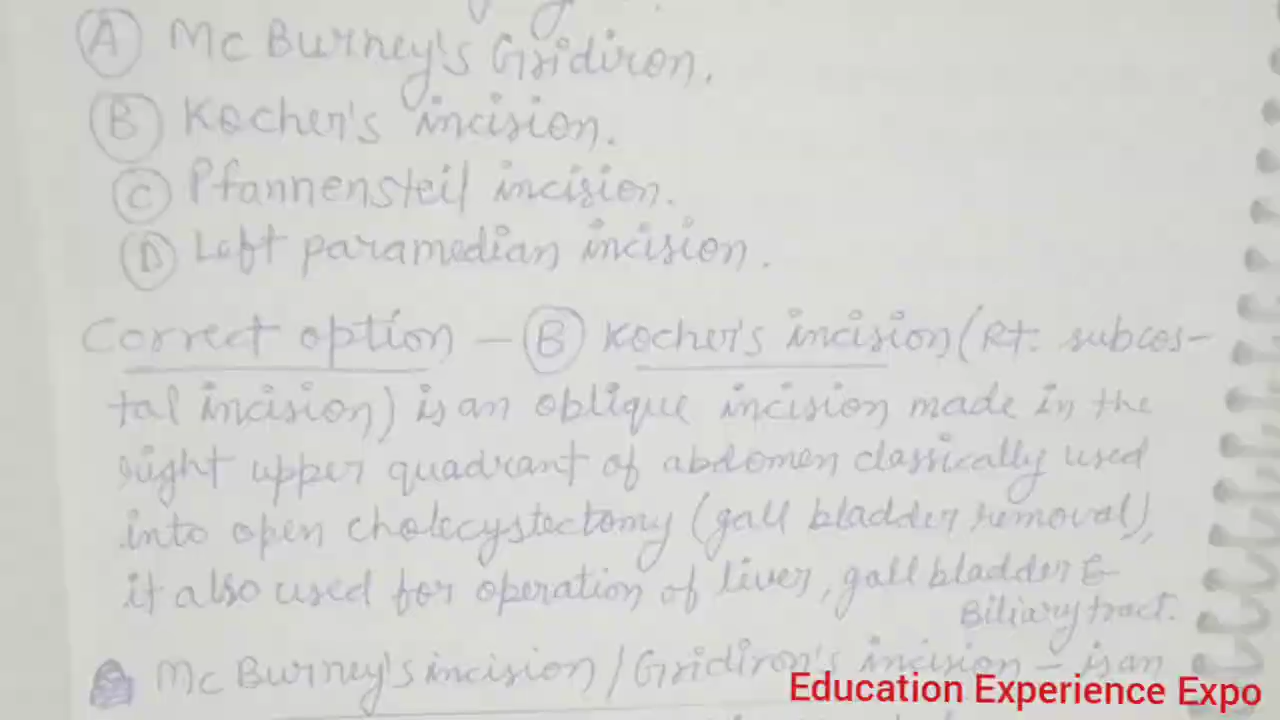 (A) Mc Burney's Gridiron.
(B) Kocher's incision.
(C) Pfannensteil incision.
(D) Left paramedian incision.
Correct option – (B) Kocher's incision (Rt. subcos-
tal incision) is an oblique incision made in the
right upper quadrant of abdomen classically used
into open cholecystectomy (gall bladder removal),
it also used for operation of liver, gall bladder &
Biliary tract.
Mc Burney's incision / Gridiron's incision – is an
Education Experience Expo